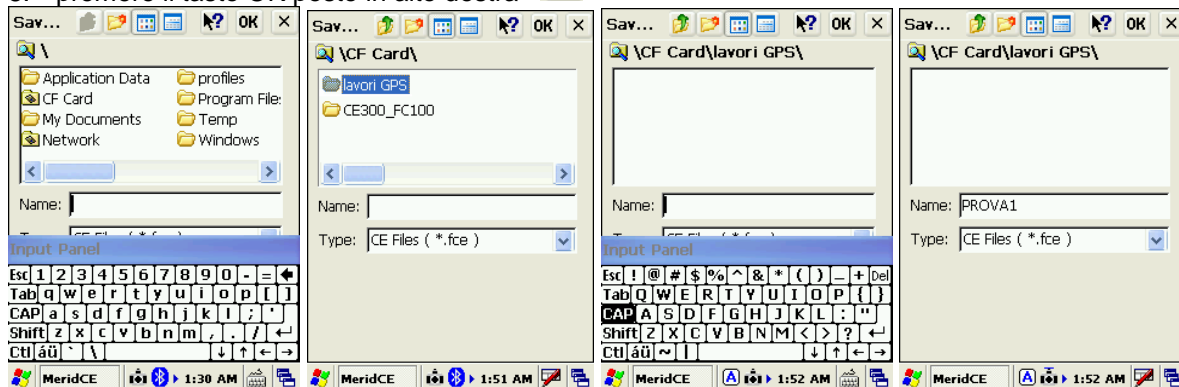 premere il tasto OK posto in alto destra
Sav... ? OK ×
\
Application Data profiles
CF Card Program File
My Documents Temp
Network Windows
Name:
Input Panel
Esc 1 2 3 4 5 6 7 8 9 0 - =
Tab q w e r t y u i o p [ ]
CAP a s d f g h j k l ; '
Shift z x c v b n m , . /
Ctl áü ` \
MeridCE 1:30 AM
Sav... ? OK ×
\CF Card\
lavori GPS
CE300_FC100
Name:
Type: CE Files ( *.fce )
MeridCE 1:51 AM
Sav... ? OK ×
\CF Card\lavori GPS\
Name:
Input Panel
Esc ! @ # $ % ^ & * ( ) _ + Del
Tab Q W E R T Y U I O P { }
CAP A S D F G H J K L : "
Shift Z X C V B N M < > ?
Ctl áü ~ |
MeridCE A 1:52 AM
Sav... ? OK ×
\CF Card\lavori GPS\
Name: PROVA1
Type: CE Files ( *.fce )
MeridCE A 1:52 AM